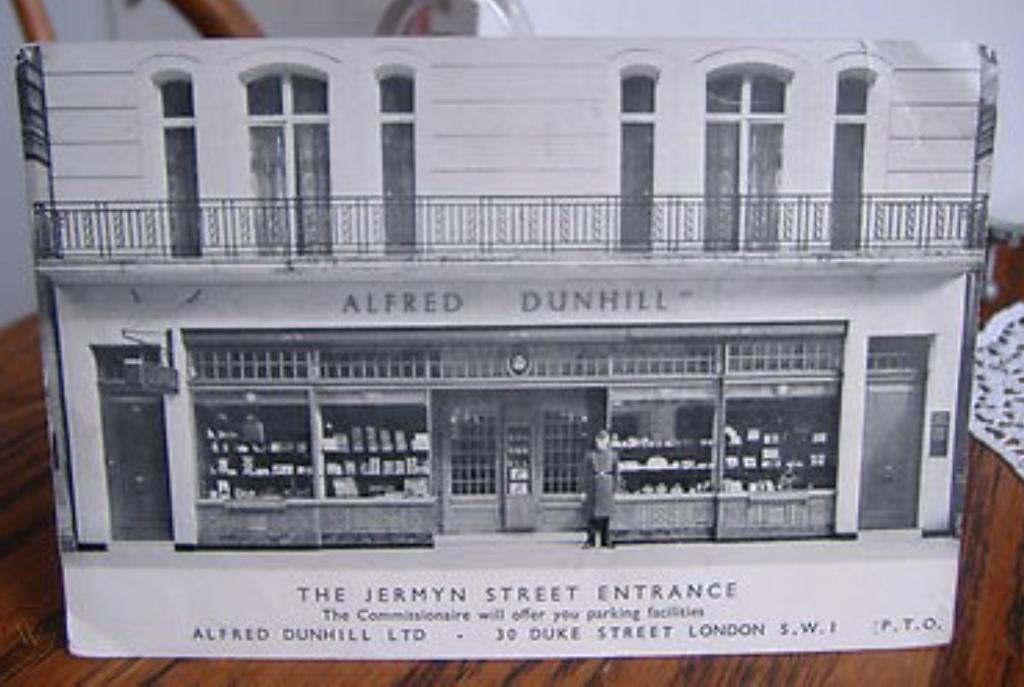 ALFRED DUNHILL LTD
THE JERMYN STREET ENTRANCE
The Commissionaire will offer you parking facilities
ALFRED DUNHILL LTD - 30 DUKE STREET LONDON S.W.1
[P.T.O.